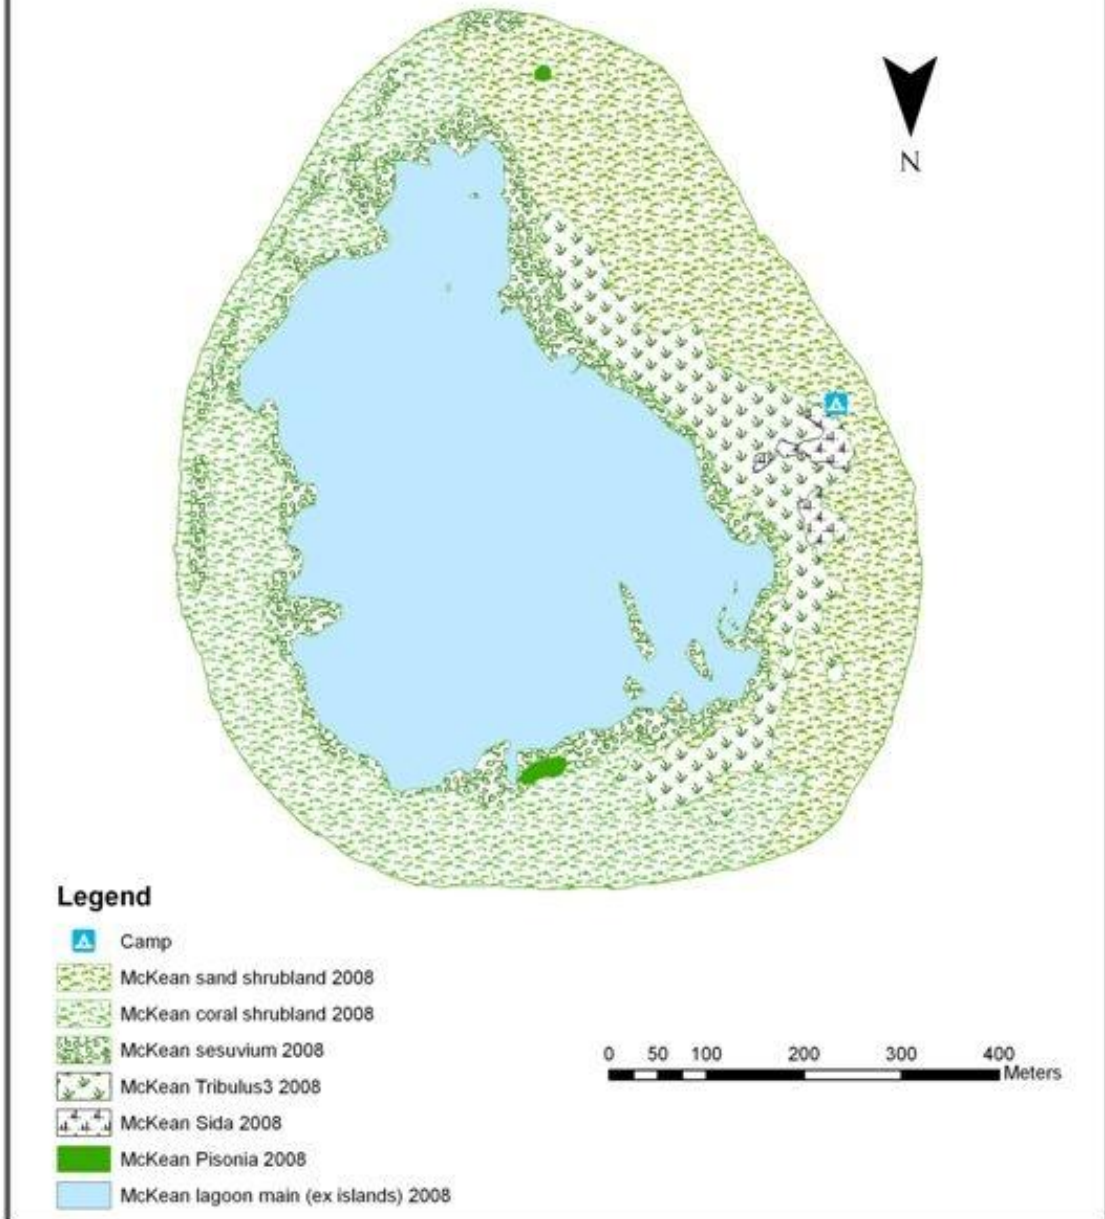 N
Legend
Camp
McKean sand shrubland 2008
McKean coral shrubland 2008
McKean sesuvium 2008
McKean Tribulus3 2008
McKean Sida 2008
McKean Pisonia 2008
McKean lagoon main (ex islands) 2008
0 50 100 200 300 400
Meters